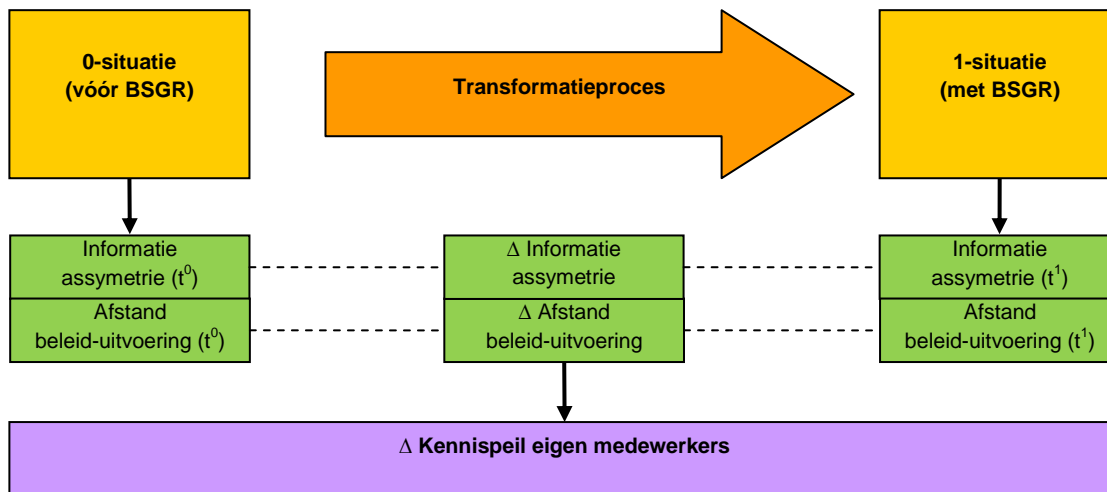 0-situatie
(vóór BSGR)
Transformatieproces
1-situatie
(met BSGR)
Informatie
assymetrie (t⁰)
Afstand
beleid-uitvoering (t⁰)
∆ Informatie
assymetrie
∆ Afstand
beleid-uitvoering
Informatie
assymetrie (t¹)
Afstand
beleid-uitvoering (t¹)
∆ Kennispeil eigen medewerkers